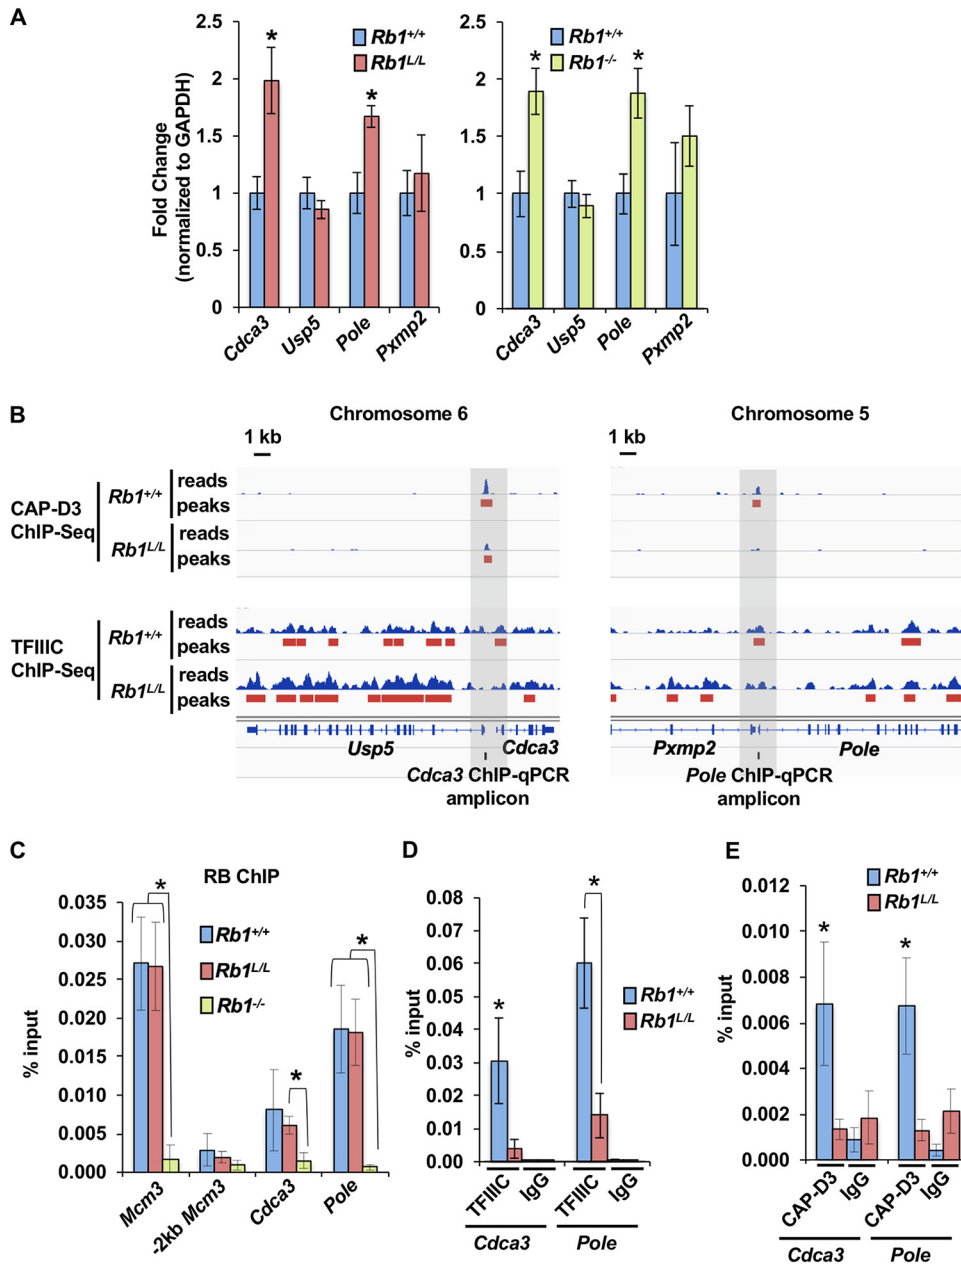 A
Fold Change
(normalized to GAPDH)
2.5
2
1.5
1
0.5
0
* *
Rb1+/+
Rb1L/L
Cdca3 Usp5 Pole Pxmp2
2.5
2
1.5
1
0.5
0
* *
Rb1+/+
Rb1-/-
Cdca3 Usp5 Pole Pxmp2
B
Chromosome 6
Chromosome 5
1 kb
1 kb
CAP-D3
ChIP-Seq
Rb1+/+
reads
peaks
Rb1L/L
reads
peaks
TFIIIC
ChIP-Seq
Rb1+/+
reads
peaks
Rb1L/L
reads
peaks
Usp5 Cdca3
Cdca3 ChIP-qPCR
amplicon
Pxmp2 Pole
Pole ChIP-qPCR
amplicon
C
RB ChIP
% input
0.035
0.030
0.025
0.020
0.015
0.010
0.005
0.000
* * *
Rb1+/+
Rb1L/L
Rb1-/-
Mcm3 -2kb Mcm3 Cdca3 Pole
D
% input
0.08
0.07
0.06
0.05
0.04
0.03
0.02
0.01
0.00
* *
Rb1+/+
Rb1L/L
TFIIIC IgG TFIIIC IgG
Cdca3 Pole
E
% input
0.012
0.010
0.008
0.006
0.004
0.002
0.000
* *
Rb1+/+
Rb1L/L
CAP-D3 IgG CAP-D3 IgG
Cdca3 Pole